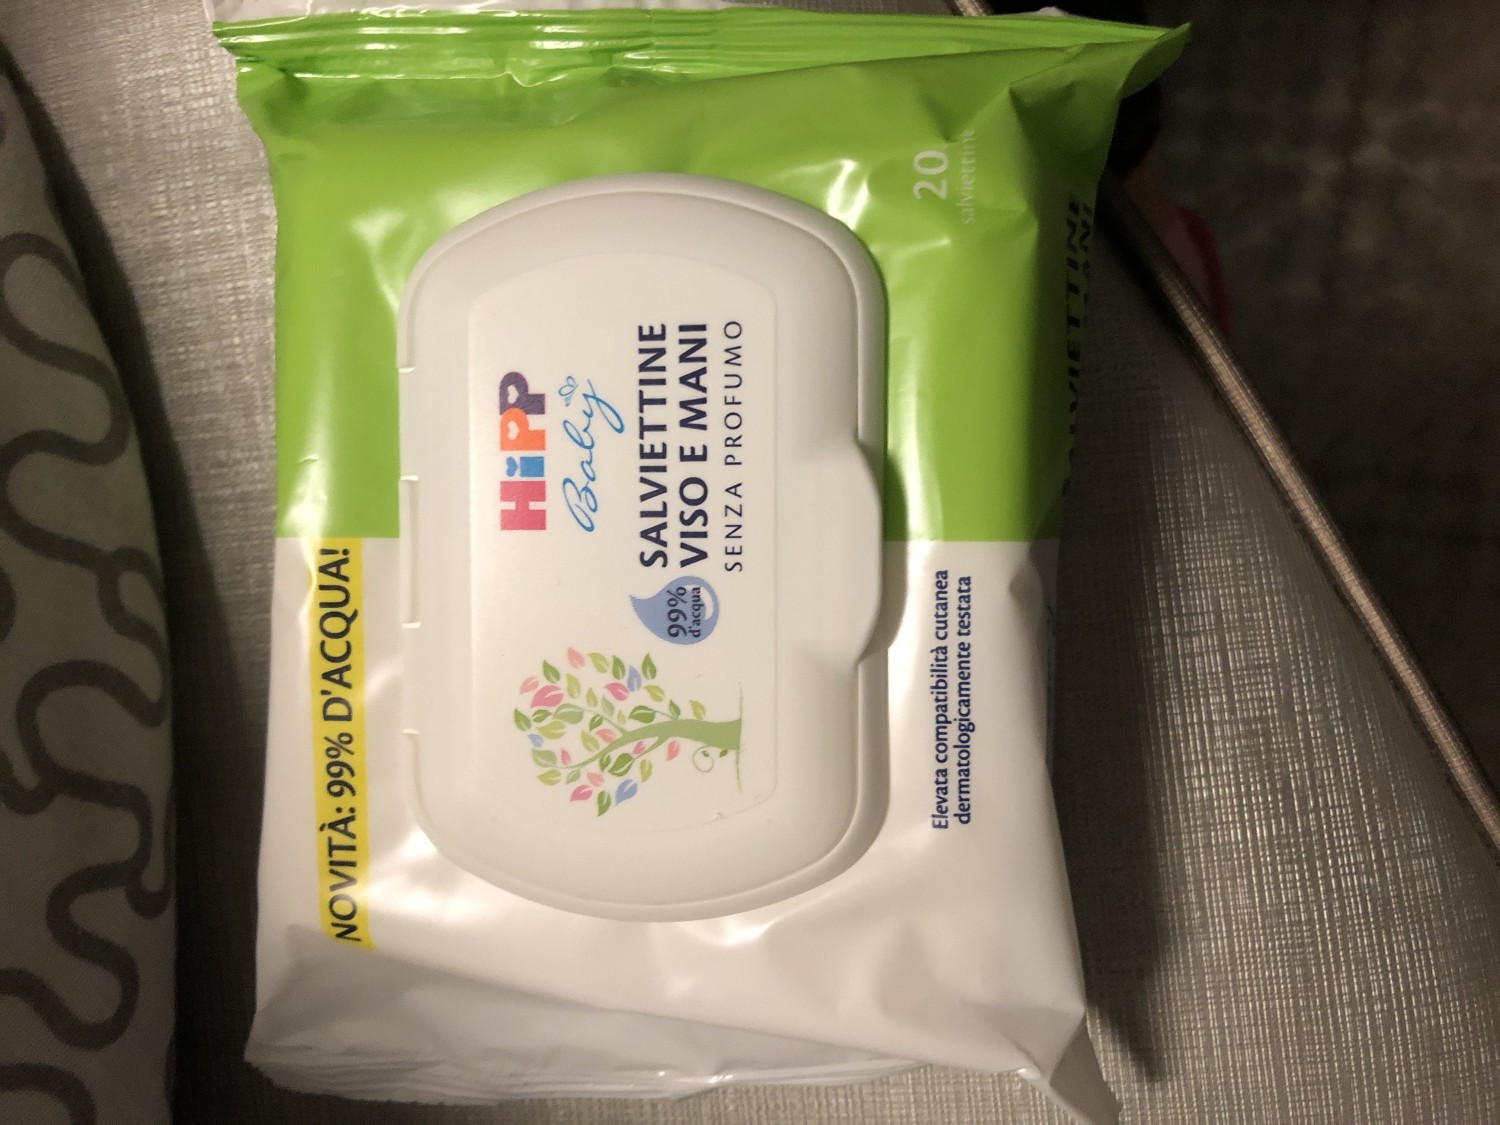 NOVITÀ: 99% D'ACQUA!
HiPP
Baby
99%
d'acqua
SALVIETTINE
VISO E MANI
SENZA PROFUMO
20
salviettine
Elevata compatibilità cutanea
dermatologicamente testata
SALVIETTINE